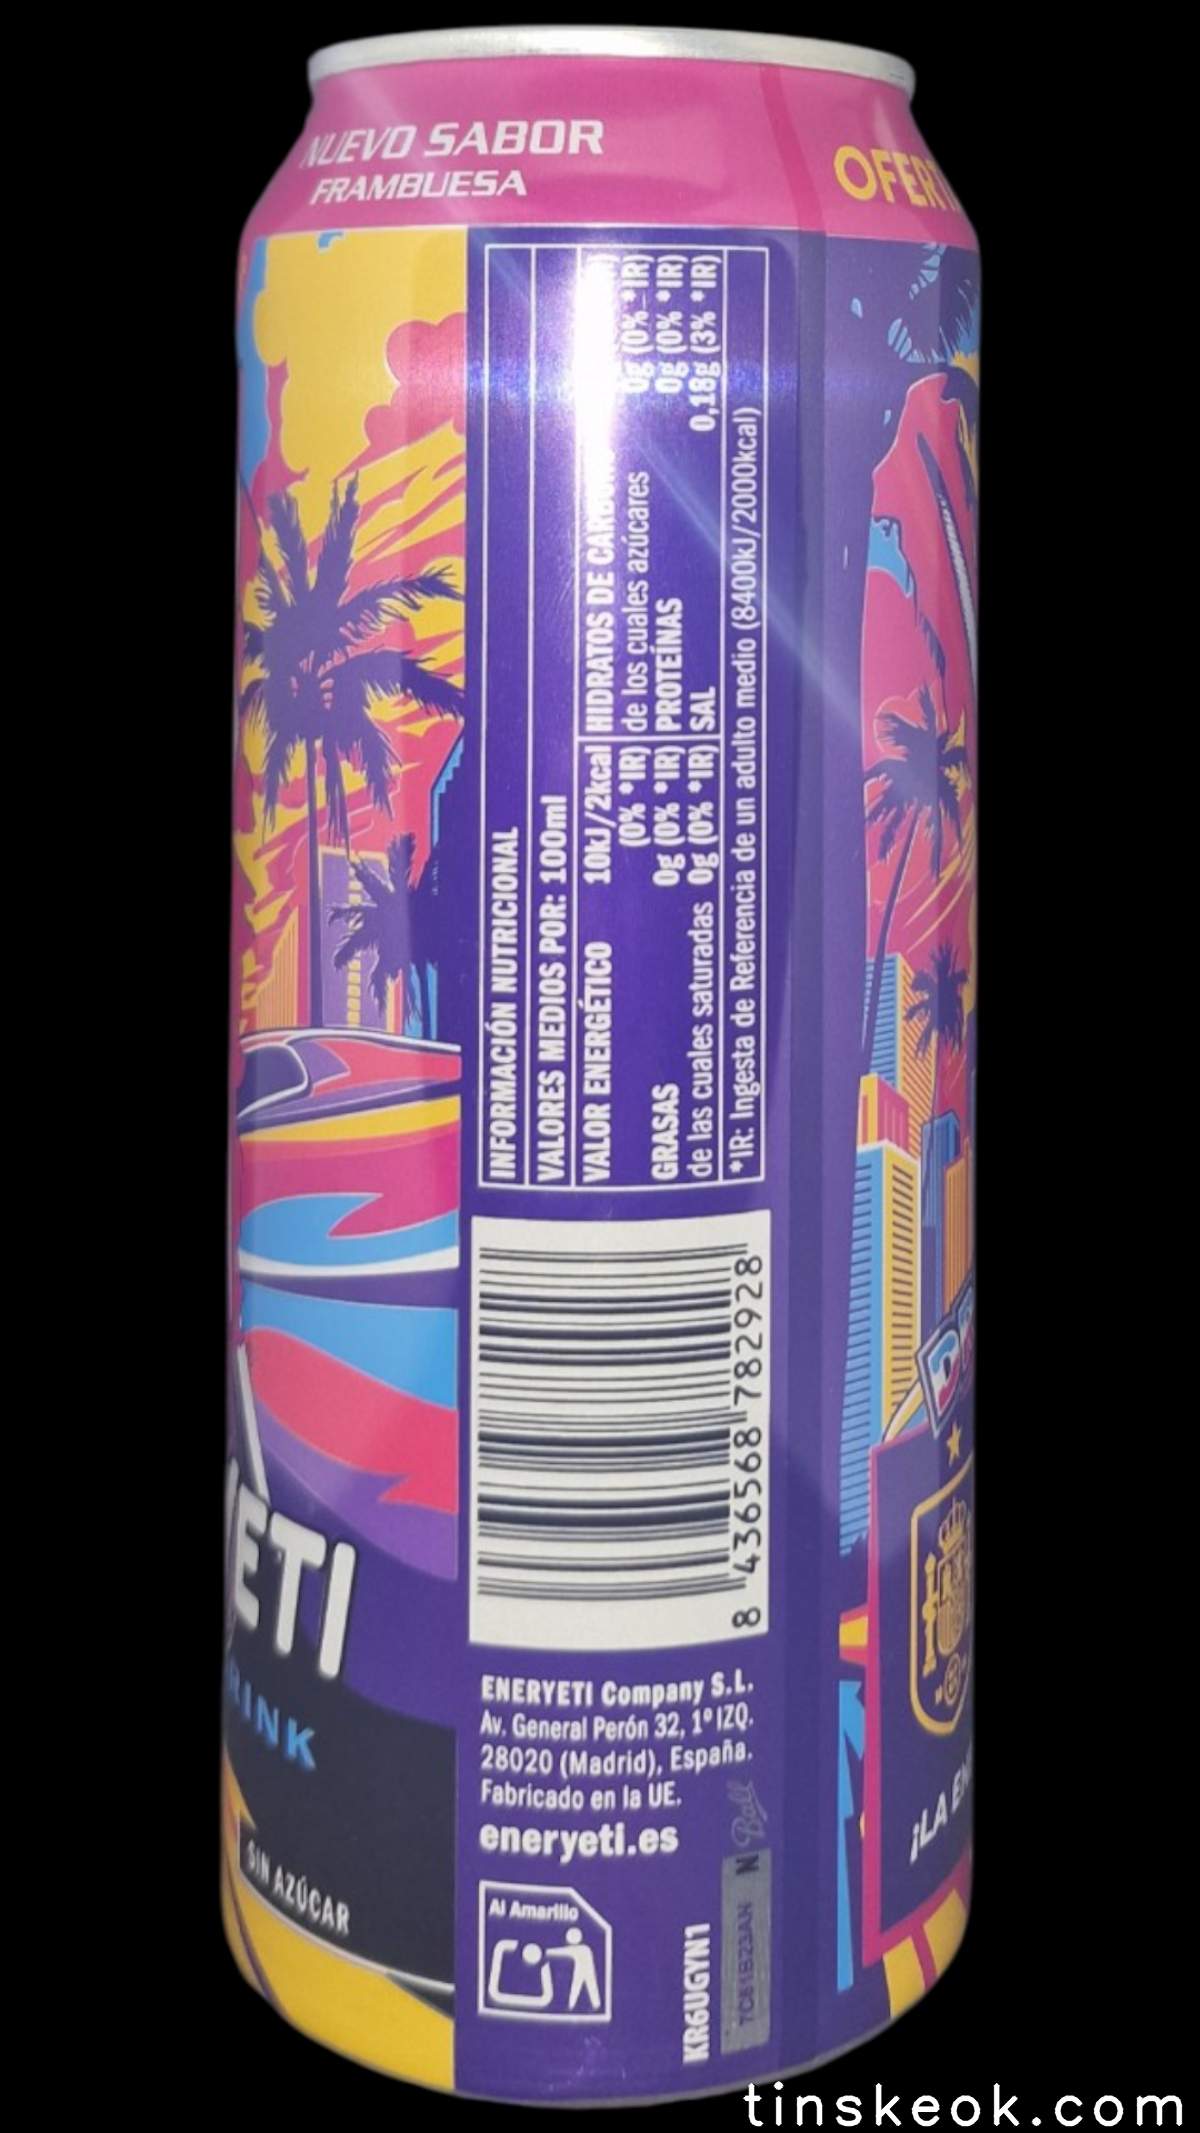 NUEVO SABOR
FRAMBUESA
INFORMACIÓN NUTRICIONAL
VALORES MEDIOS POR: 100ml
VALOR ENERGÉTICO 10kJ/2kcal
(0% *IR)
GRASAS 0g (0% *IR)
de las cuales saturadas 0g (0% *IR)
HIDRATOS DE
de los cuales azúcares 0g (0% *IR)
PROTEÍNAS 0g (0% *IR)
SAL 0,18g (3% *IR)
*IR: Ingesta de Referencia de un adulto medio (8400kJ/2000kcal)
8 436568 782928
ETI
RINK
SIN AZÚCAR
ENERYETI Company S.L.
Av. General Perón 32, 1º IZQ.
28020 (Madrid), España.
Fabricado en la UE.
eneryeti.es
Al Amarillo
KR6UGYN1
N Ball
¡LA
tinskeok.com